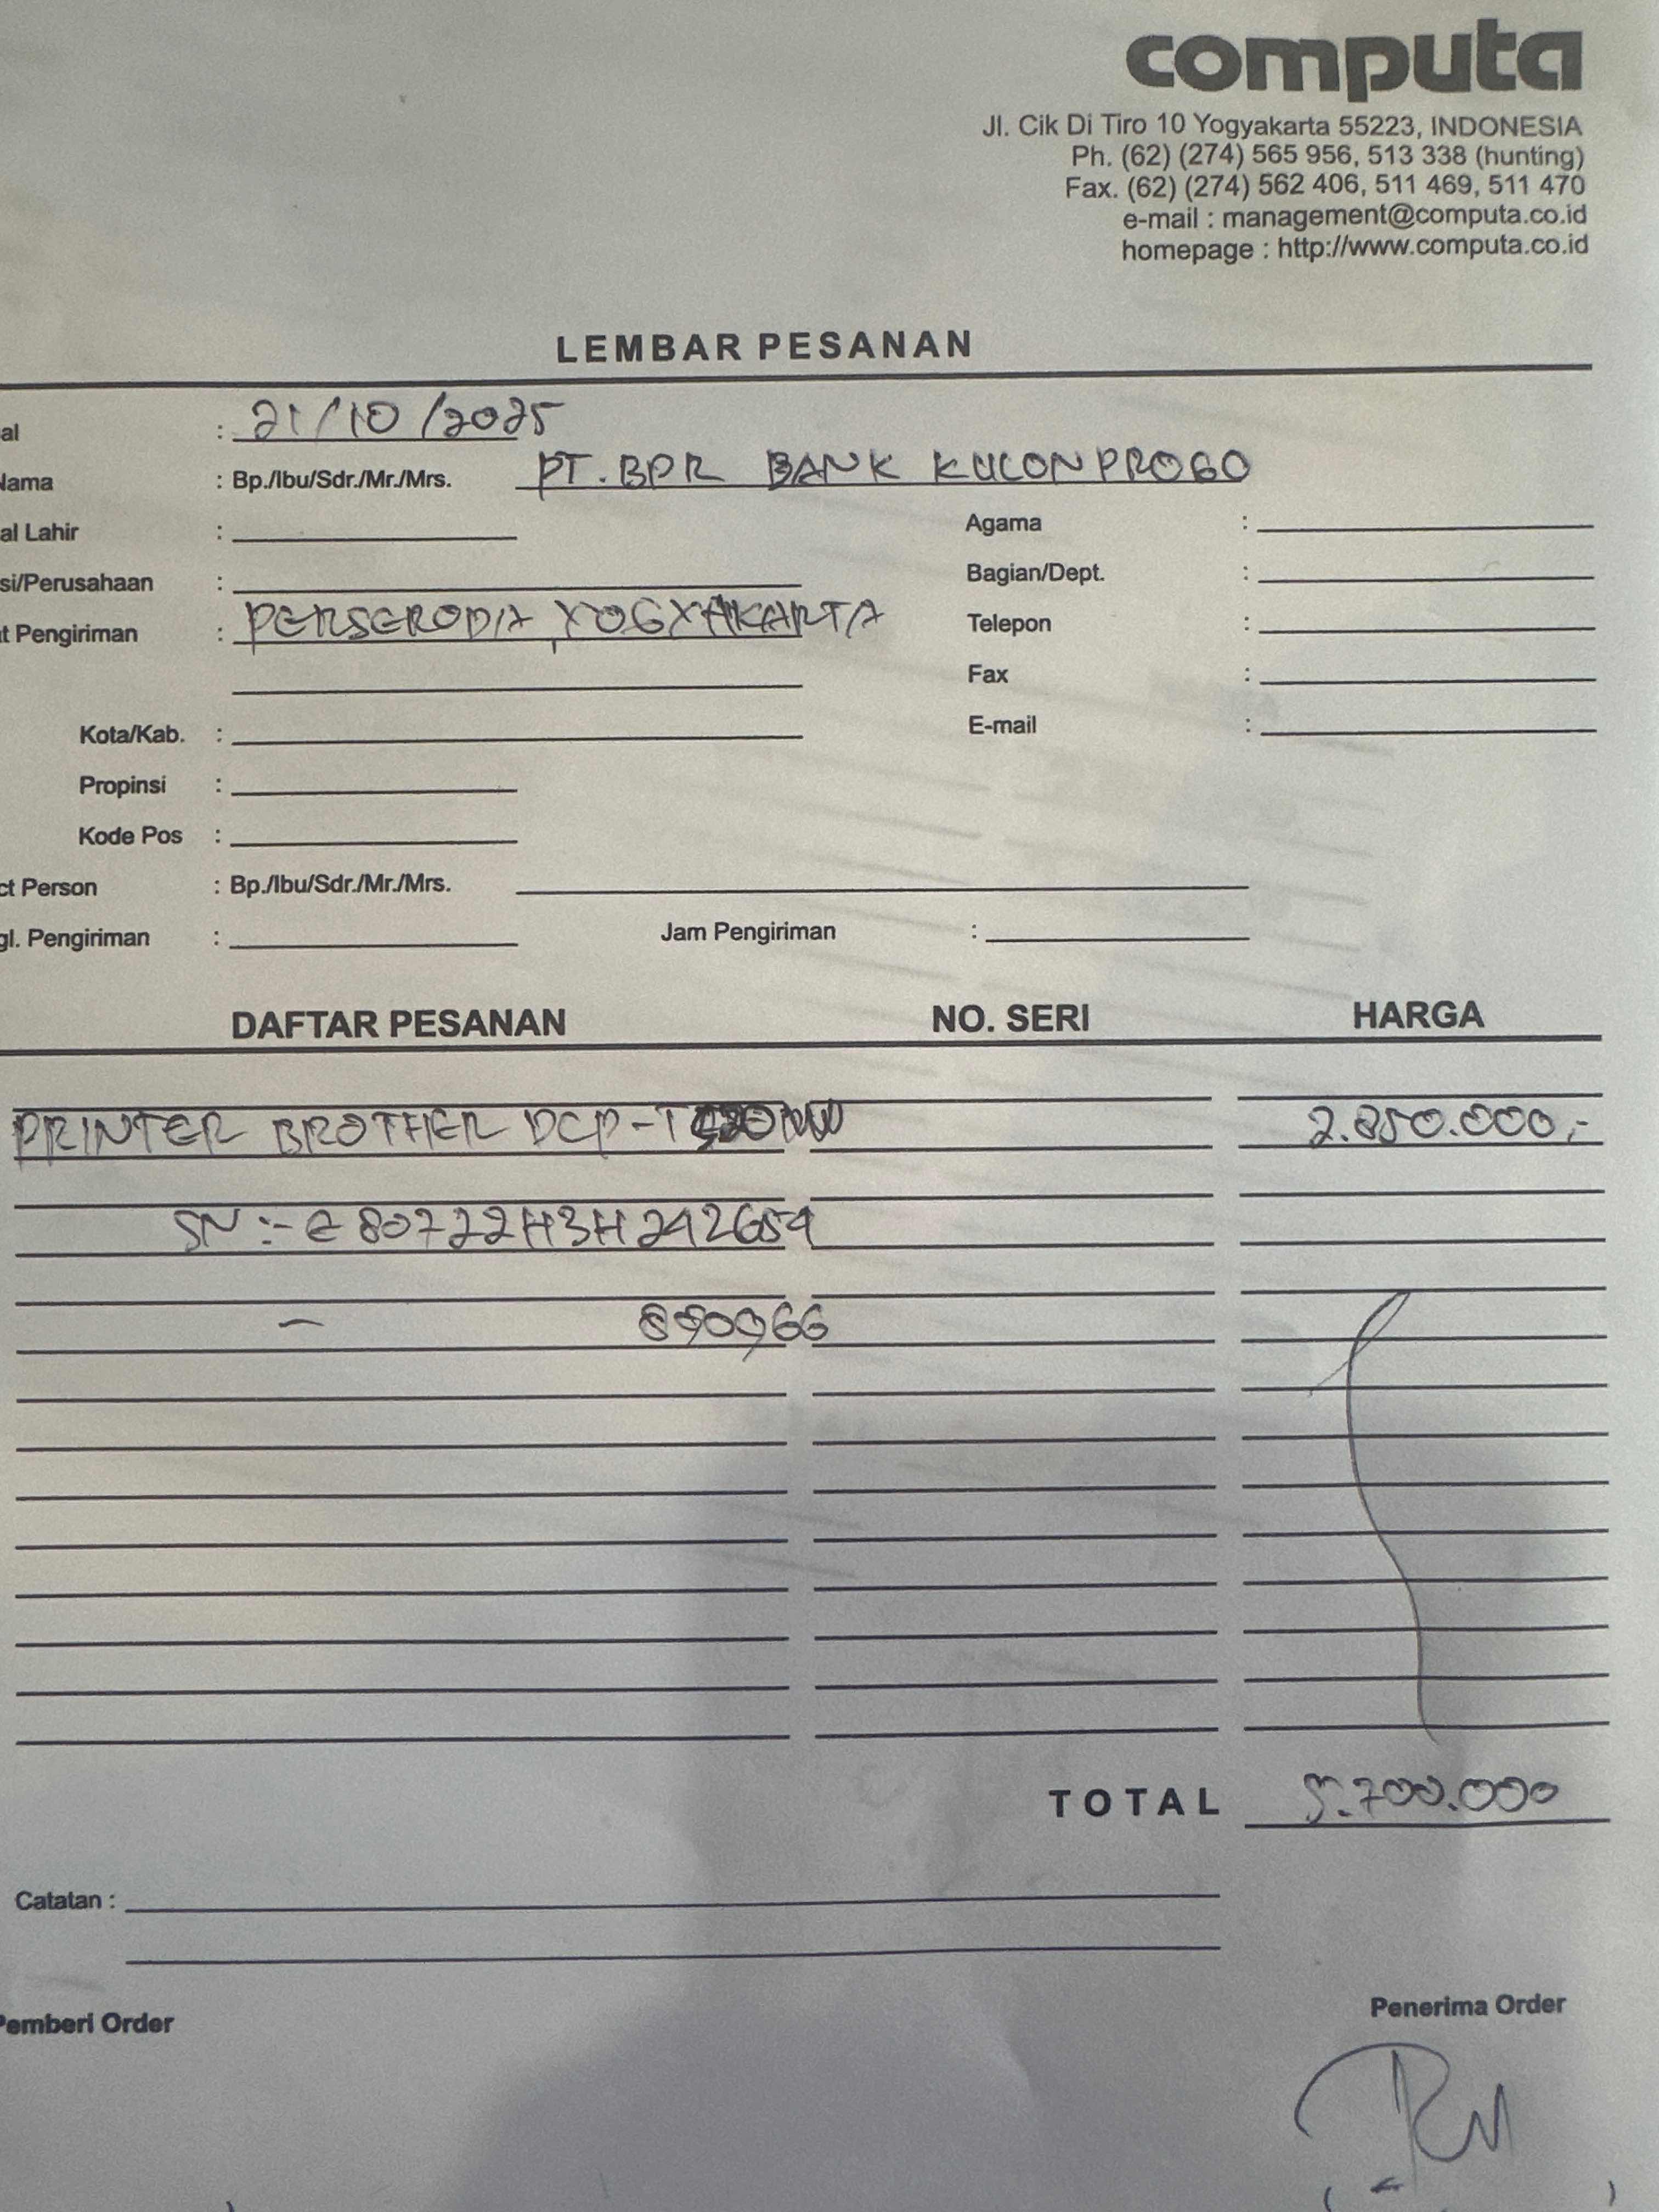 computa
Jl. Cik Di Tiro 10 Yogyakarta 55223, INDONESIA
Ph. (62) (274) 565 956, 513 338 (hunting)
Fax. (62) (274) 562 406, 511 469, 511 470
e-mail : management@computa.co.id
homepage : http://www.computa.co.id
LEMBAR PESANAN
al : 21/10/2025
Nama : Bp./Ibu/Sdr./Mr./Mrs. PT. BPR BANK KULON PROGO
al Lahir : Agama :
si/Perusahaan : Bagian/Dept. :
t Pengiriman : PERSERODA, YOGYAKARTA Telepon :
Fax :
Kota/Kab. : E-mail :
Propinsi :
Kode Pos :
ct Person : Bp./Ibu/Sdr./Mr./Mrs.
gl. Pengiriman : Jam Pengiriman :
DAFTAR PESANAN NO. SERI HARGA
PRINTER BROTHER 2.850.000,-
SN :-
- 890966
TOTAL 5.700.000
Catatan :
Pemberi Order Penerima Order